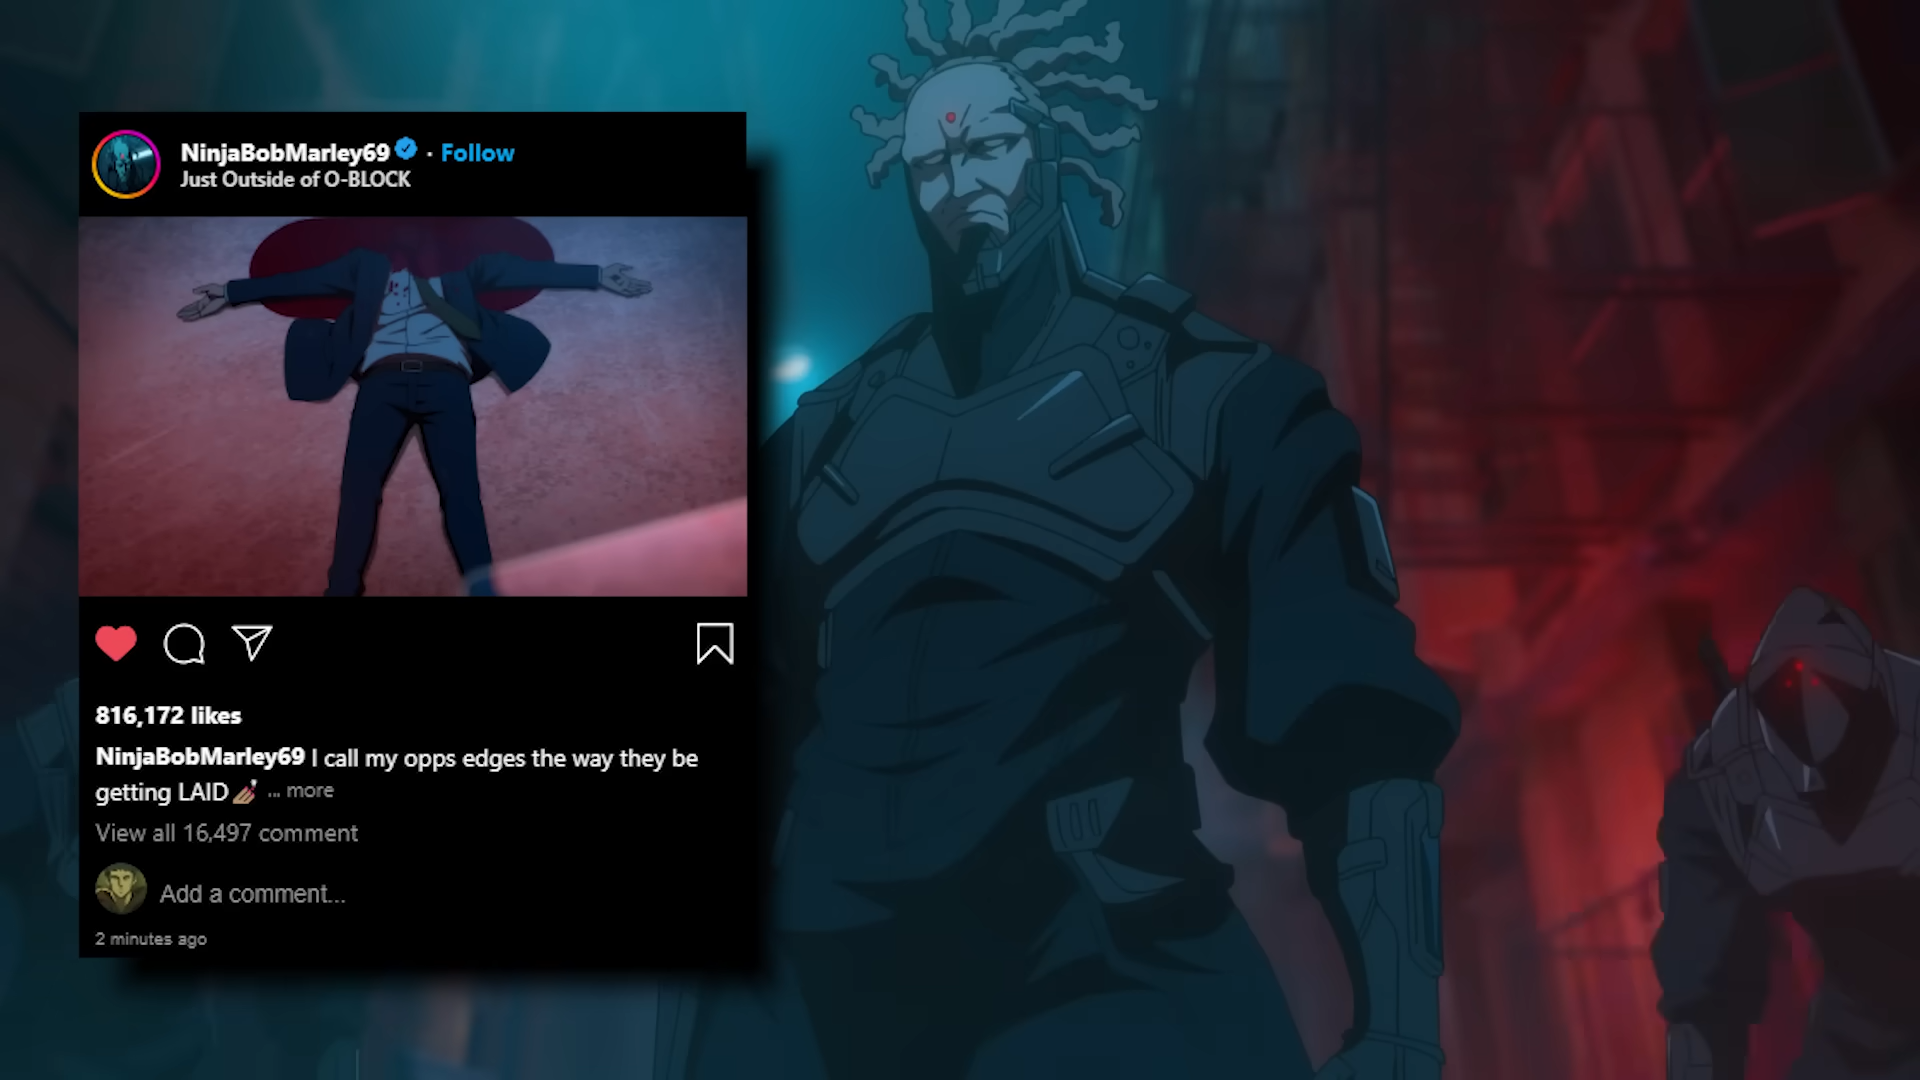 NinjaBobMarley69 · Follow
Just Outside of O-BLOCK
816,172 likes
NinjaBobMarley69 I call my opps edges the way they be
getting LAID💅🏽 ... more
View all 16,497 comment
Add a comment...
2 minutes ago